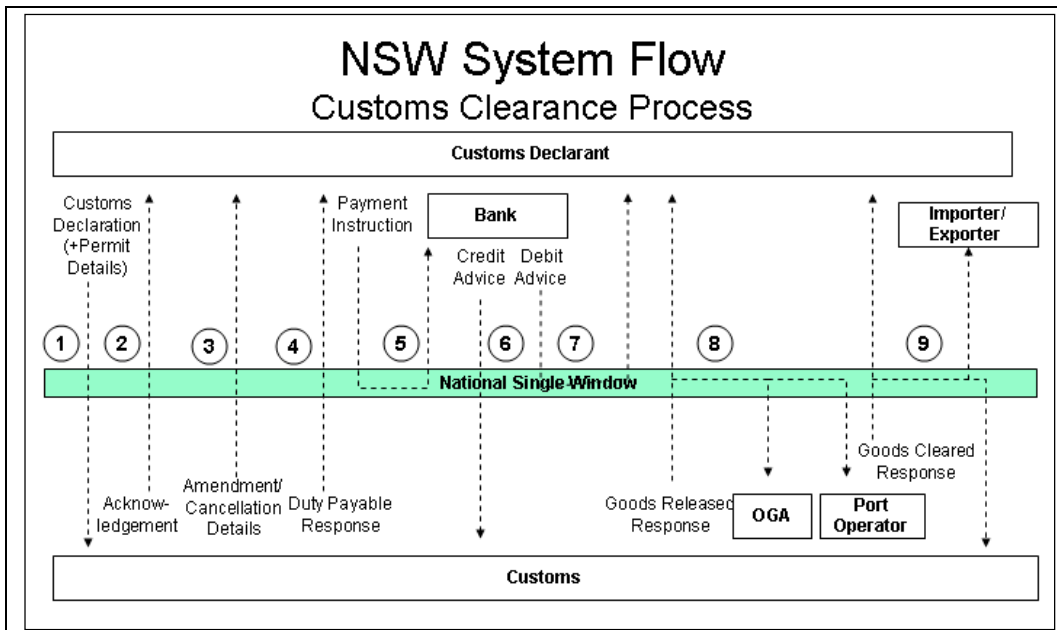 NSW System Flow
Customs Clearance Process
Customs Declarant
Customs
Declaration
(+Permit
Details)
Payment
Instruction
Bank
Credit
Advice
Debit
Advice
Importer/
Exporter
1
2
3
4
5
6
7
8
9
National Single Window
Acknow-
ledgement
Amendment/
Cancellation
Details
Duty Payable
Response
Goods Released
Response
OGA
Port
Operator
Goods Cleared
Response
Customs